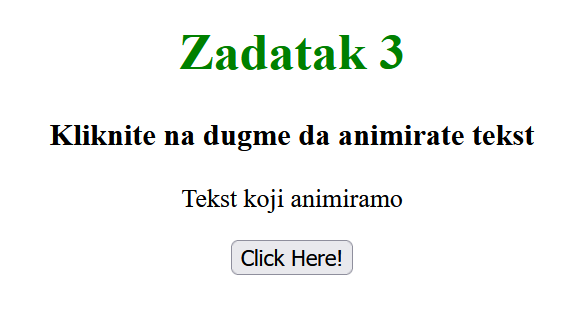 Zadatak 3
Kliknite na dugme da animirate tekst
Tekst koji animiramo
Click Here!